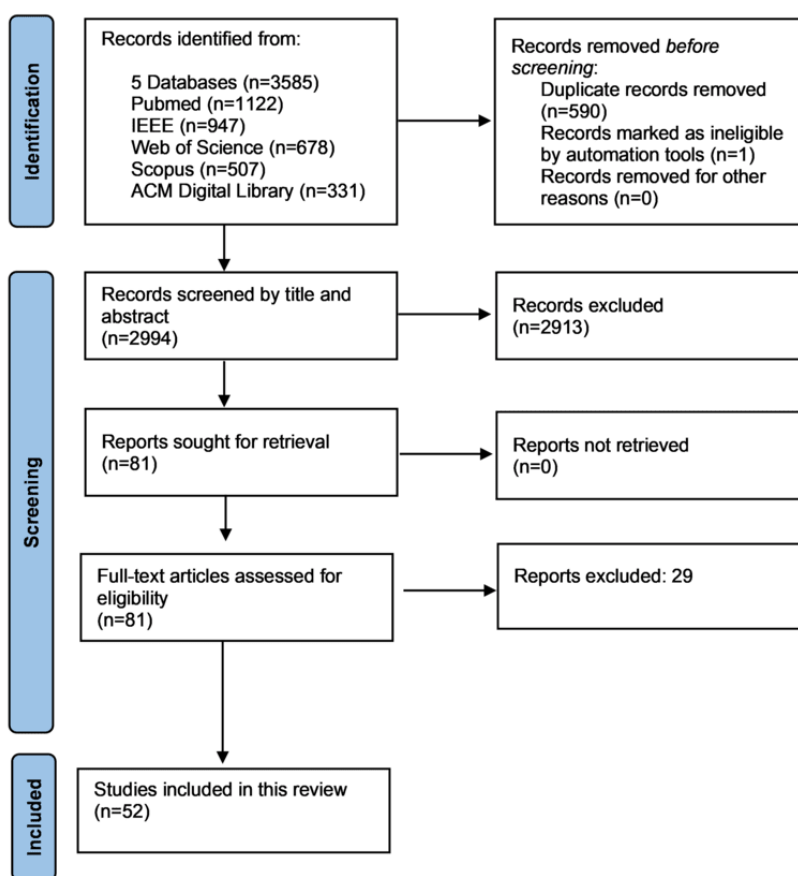 Identification
Records identified from:
5 Databases (n=3585)
Pubmed (n=1122)
IEEE (n=947)
Web of Science (n=678)
Scopus (n=507)
ACM Digital Library (n=331)
Records removed before
screening:
Duplicate records removed
(n=590)
Records marked as ineligible
by automation tools (n=1)
Records removed for other
reasons (n=0)
Screening
Records screened by title and
abstract
(n=2994)
Records excluded
(n=2913)
Reports sought for retrieval
(n=81)
Reports not retrieved
(n=0)
Full-text articles assessed for
eligibility
(n=81)
Reports excluded: 29
Included
Studies included in this review
(n=52)